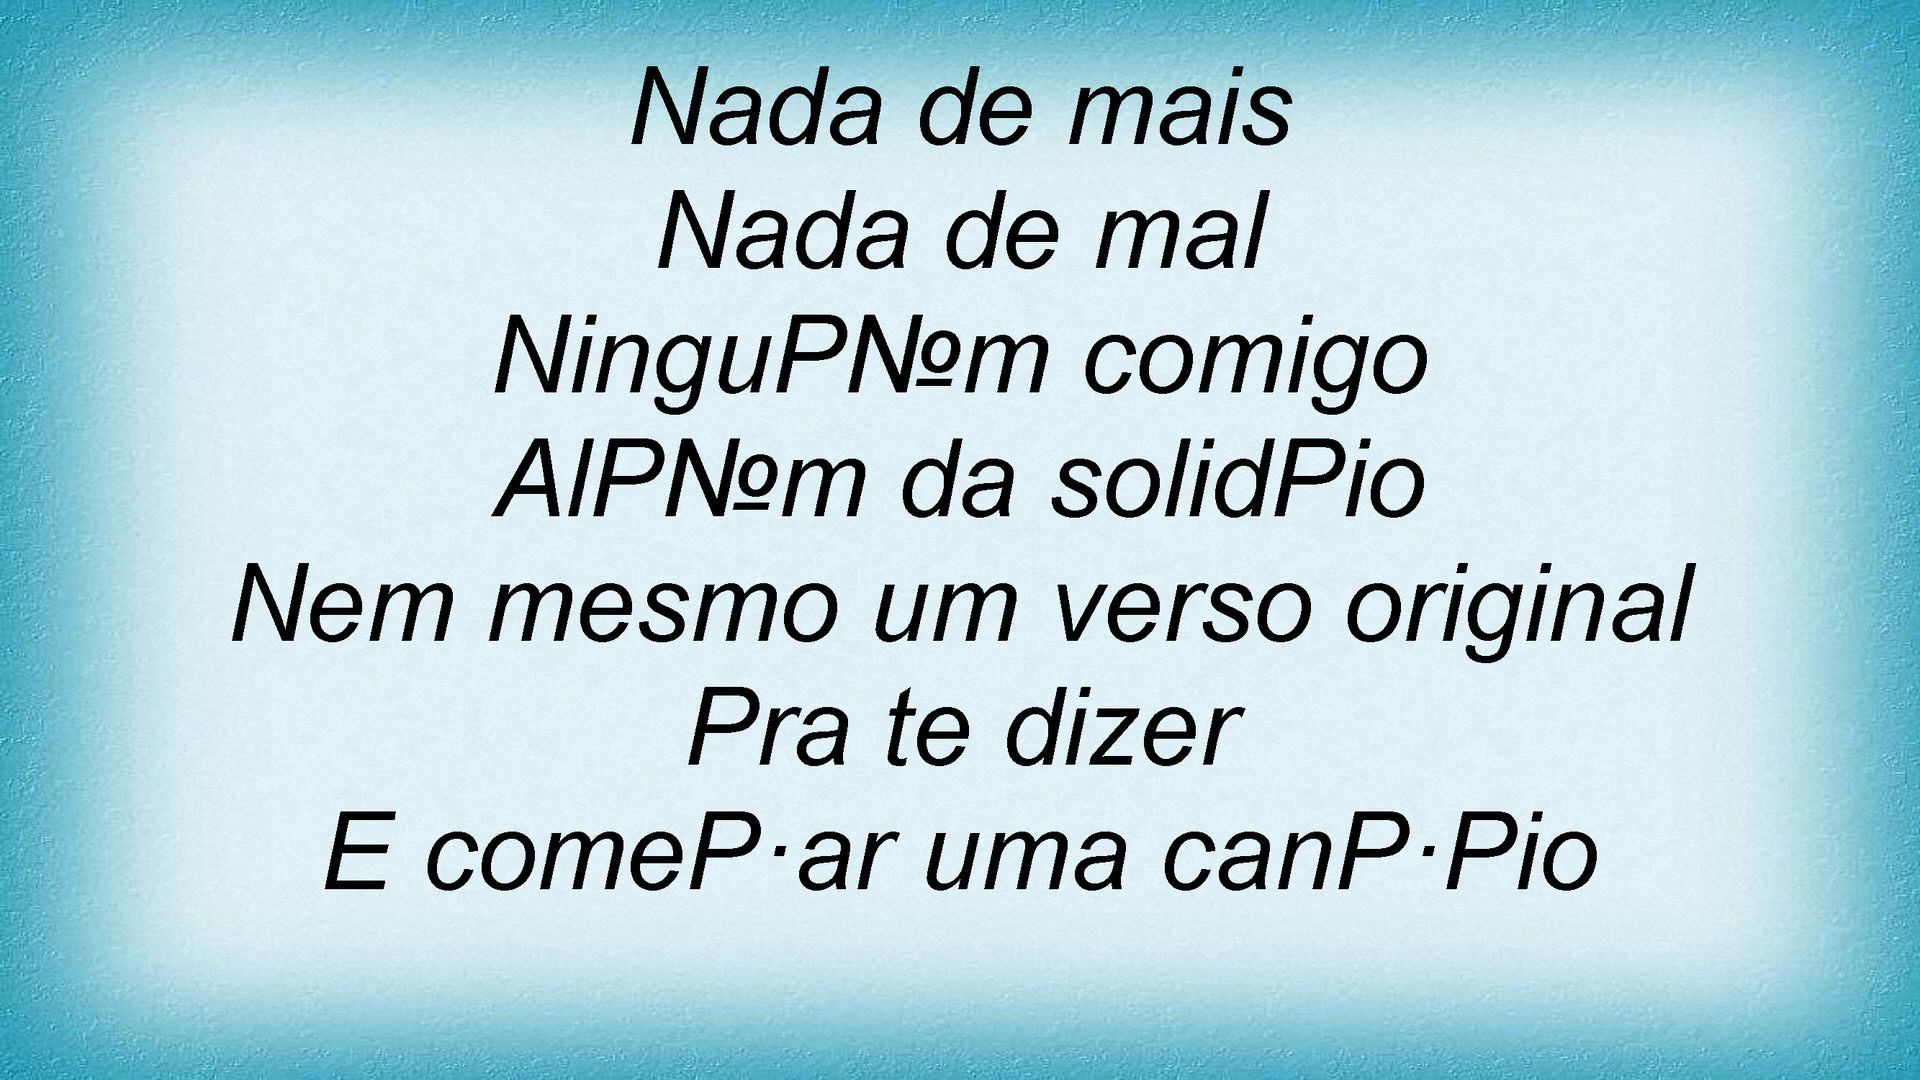 Nada de mais
Nada de mal
NinguP№m comigo
AlP№m da solidPio
Nem mesmo um verso original
Pra te dizer
E comeP·ar uma canP·Pio